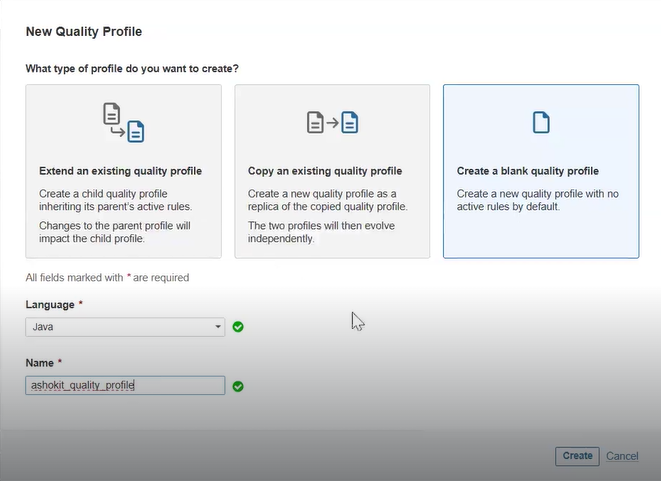 New Quality Profile
What type of profile do you want to create?
Extend an existing quality profile
Create a child quality profile
inheriting its parent's active rules.
Changes to the parent profile will
impact the child profile.
Copy an existing quality profile
Create a new quality profile as a
replica of the copied quality profile.
The two profiles will then evolve
independently.
Create a blank quality profile
Create a new quality profile with no
active rules by default.
All fields marked with * are required
Language *
Java
Name *
ashokit_quality_profile
Create Cancel